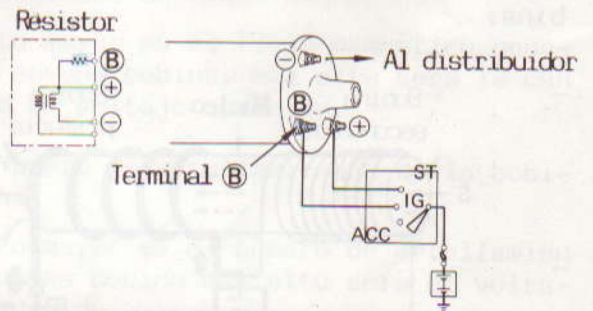 Resistor
Ⓑ
⊕
⊖
⊖ Al distribuidor
Ⓑ
⊕
Terminal Ⓑ
ST
IG
ACC